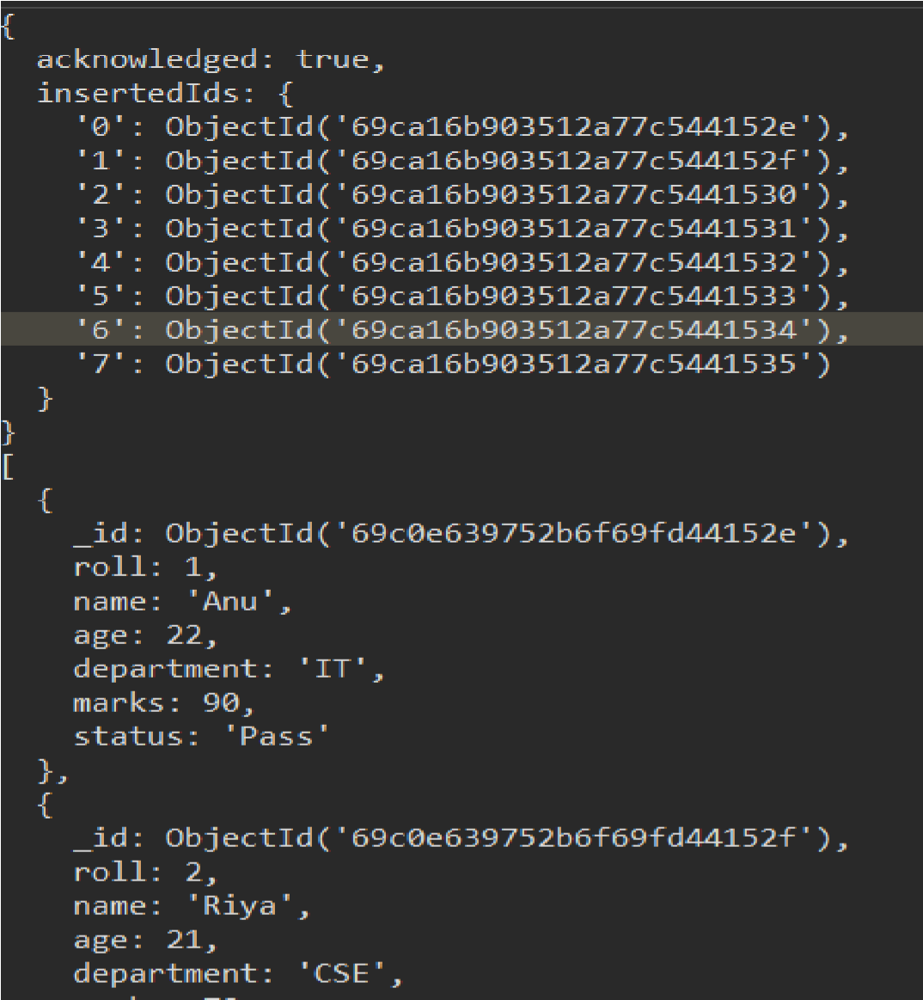 {
  acknowledged: true,
  insertedIds: {
    '0': ObjectId('69ca16b903512a77c544152e'),
    '1': ObjectId('69ca16b903512a77c544152f'),
    '2': ObjectId('69ca16b903512a77c5441530'),
    '3': ObjectId('69ca16b903512a77c5441531'),
    '4': ObjectId('69ca16b903512a77c5441532'),
    '5': ObjectId('69ca16b903512a77c5441533'),
    '6': ObjectId('69ca16b903512a77c5441534'),
    '7': ObjectId('69ca16b903512a77c5441535')
  }
}
[
  {
    _id: ObjectId('69c0e639752b6f69fd44152e'),
    roll: 1,
    name: 'Anu',
    age: 22,
    department: 'IT',
    marks: 90,
    status: 'Pass'
  },
  {
    _id: ObjectId('69c0e639752b6f69fd44152f'),
    roll: 2,
    name: 'Riya',
    age: 21,
    department: 'CSE',